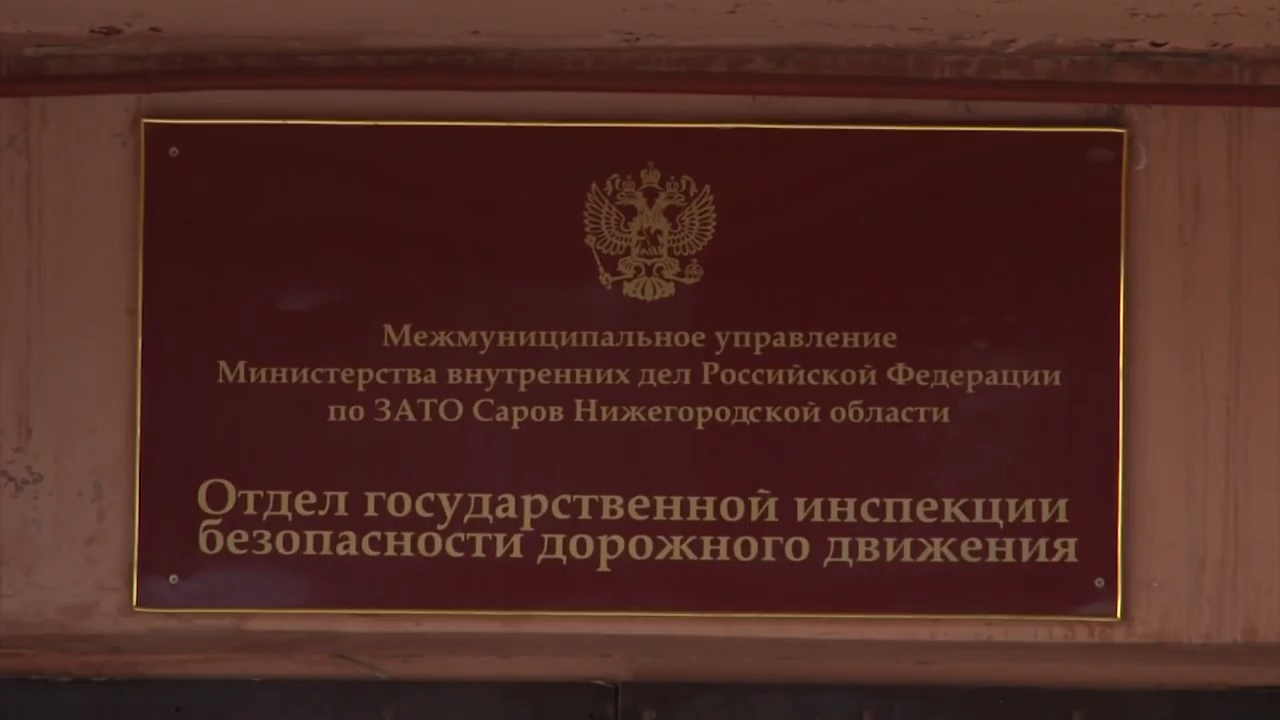 Межмуниципальное управление
Министерства внутренних дел Российской Федерации
по ЗАТО Саров Нижегородской области
Отдел государственной инспекции
безопасности дорожного движения